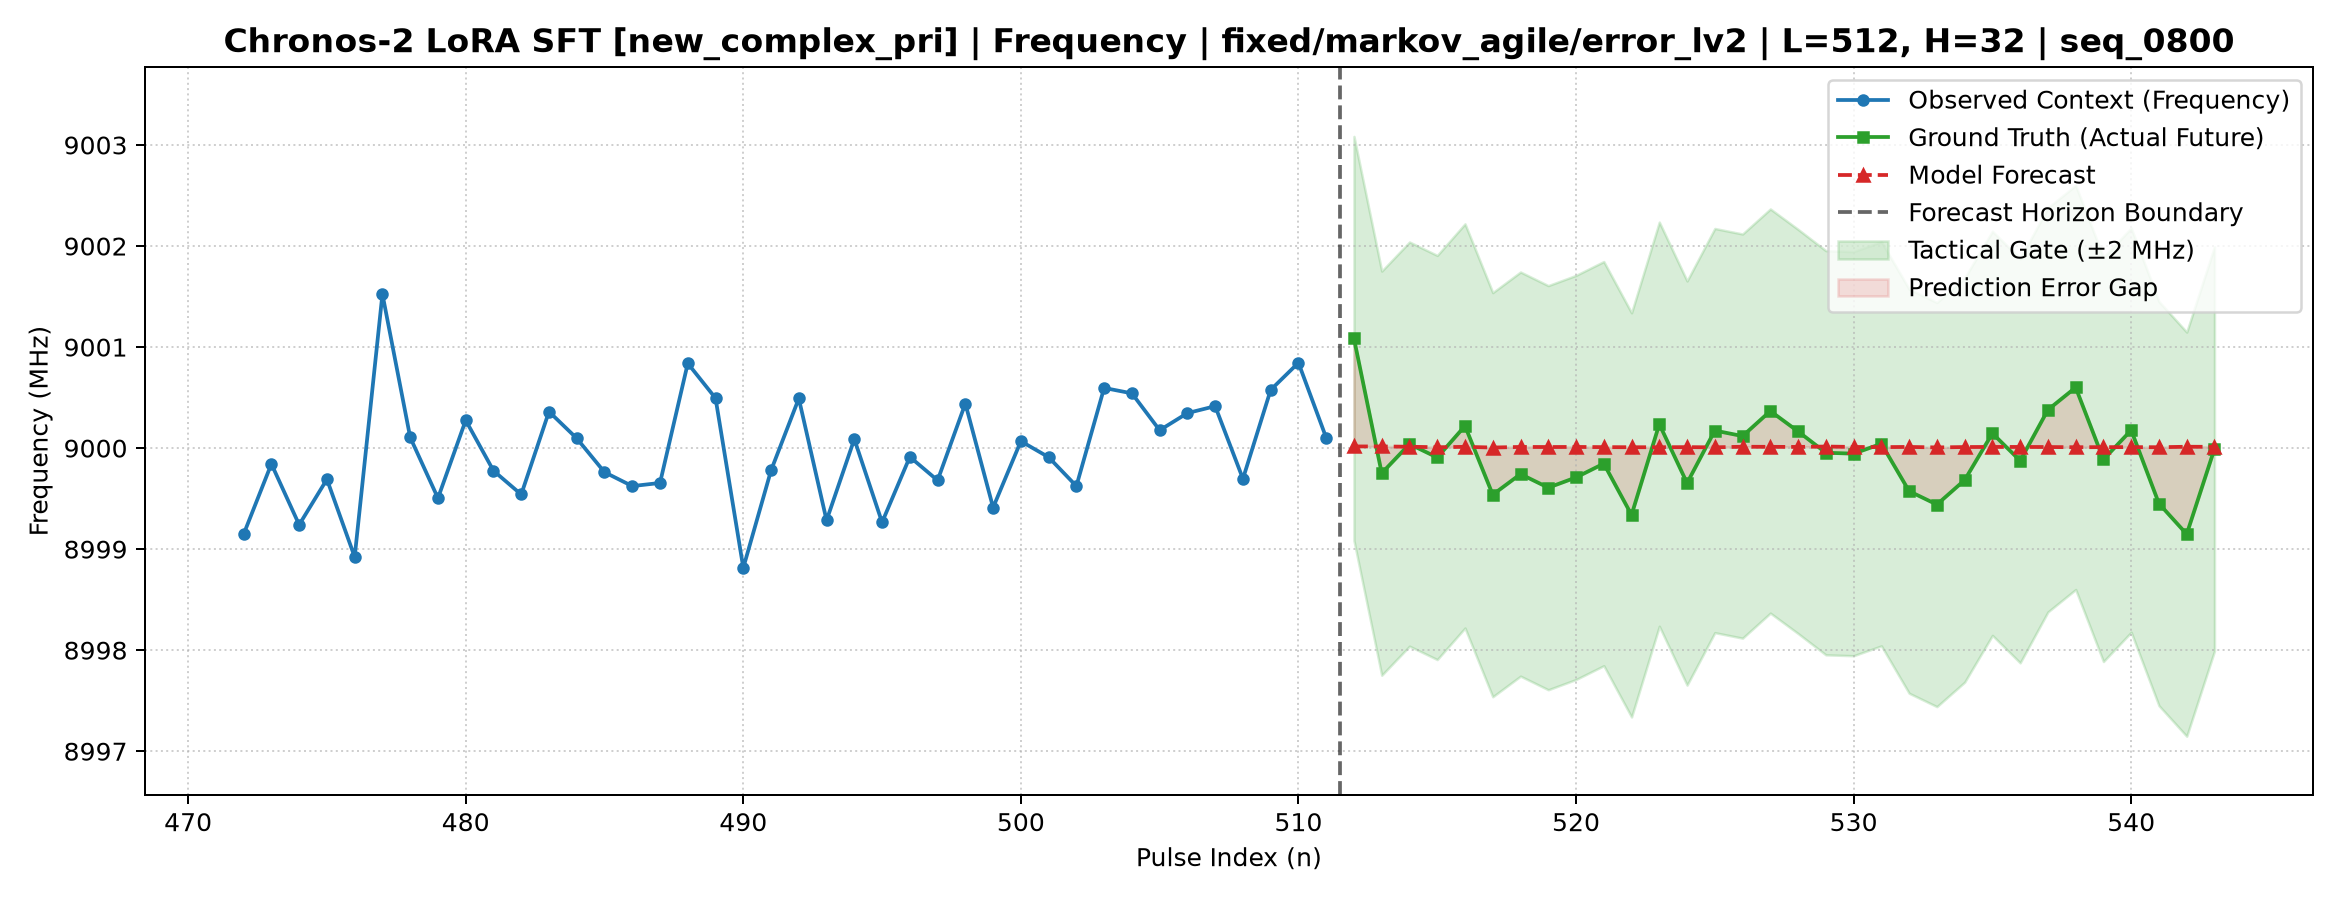 Chronos-2 LoRA SFT [new_complex_pri] | Frequency | fixed/markov_agile/error_lv2 | L=512, H=32 | seq_0800
Observed Context (Frequency)
Ground Truth (Actual Future)
Model Forecast
Forecast Horizon Boundary
Tactical Gate (±2 MHz)
Prediction Error Gap
Frequency (MHz)
9003
9002
9001
9000
8999
8998
8997
470 480 490 500 510 520 530 540
Pulse Index (n)